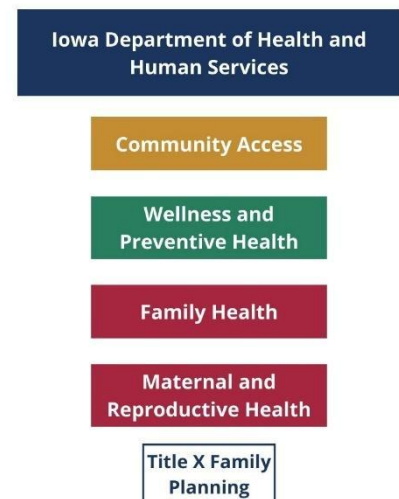 Iowa Department of Health and
Human Services
Community Access
Wellness and
Preventive Health
Family Health
Maternal and
Reproductive Health
Title X Family
Planning